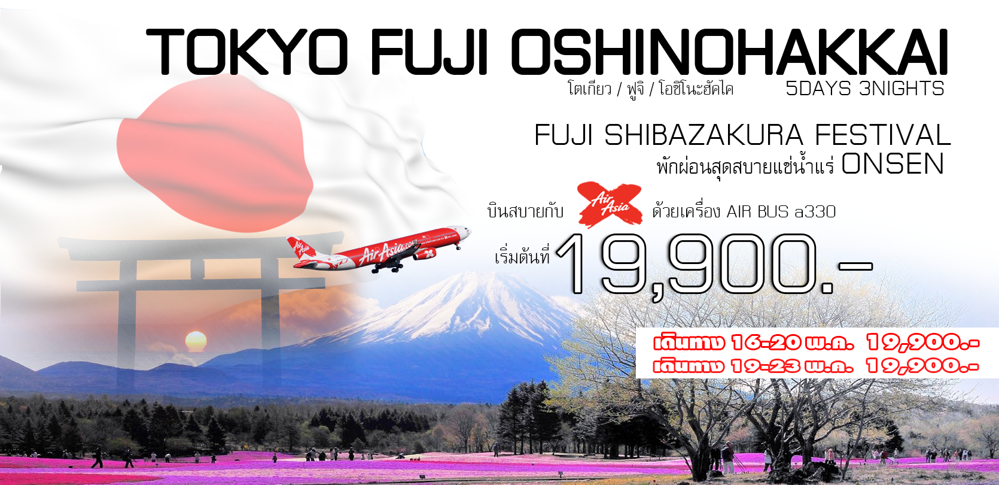 TOKYO FUJI OSHINOHAKKAI
โตเกียว / ฟูจิ / โอชิโนะฮัคไค 5DAYS 3NIGHTS
FUJI SHIBAZAKURA FESTIVAL
พักผ่อนสุดสบายแช่น้ำแร่ ONSEN
บินสบายกับ Air Asia X ด้วยเครื่อง AIR BUS a330
Air Asia
AirAsia.com
เริ่มต้นที่ 19,900.-
เดินทาง 16-20 พ.ค. 19,900.-
เดินทาง 19-23 พ.ค. 19,900.-